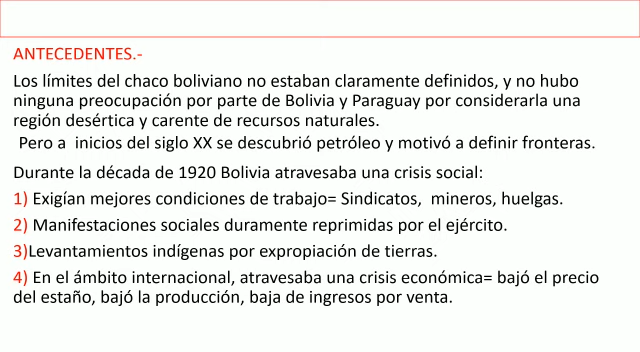 ANTECEDENTES.-
Los límites del chaco boliviano no estaban claramente definidos, y no hubo
ninguna preocupación por parte de Bolivia y Paraguay por considerarla una
región desértica y carente de recursos naturales.
Pero a inicios del siglo XX se descubrió petróleo y motivó a definir fronteras.
Durante la década de 1920 Bolivia atravesaba una crisis social:
1) Exigían mejores condiciones de trabajo= Sindicatos, mineros, huelgas.
2) Manifestaciones sociales duramente reprimidas por el ejército.
3)Levantamientos indígenas por expropiación de tierras.
4) En el ámbito internacional, atravesaba una crisis económica= bajó el precio
del estaño, bajó la producción, baja de ingresos por venta.